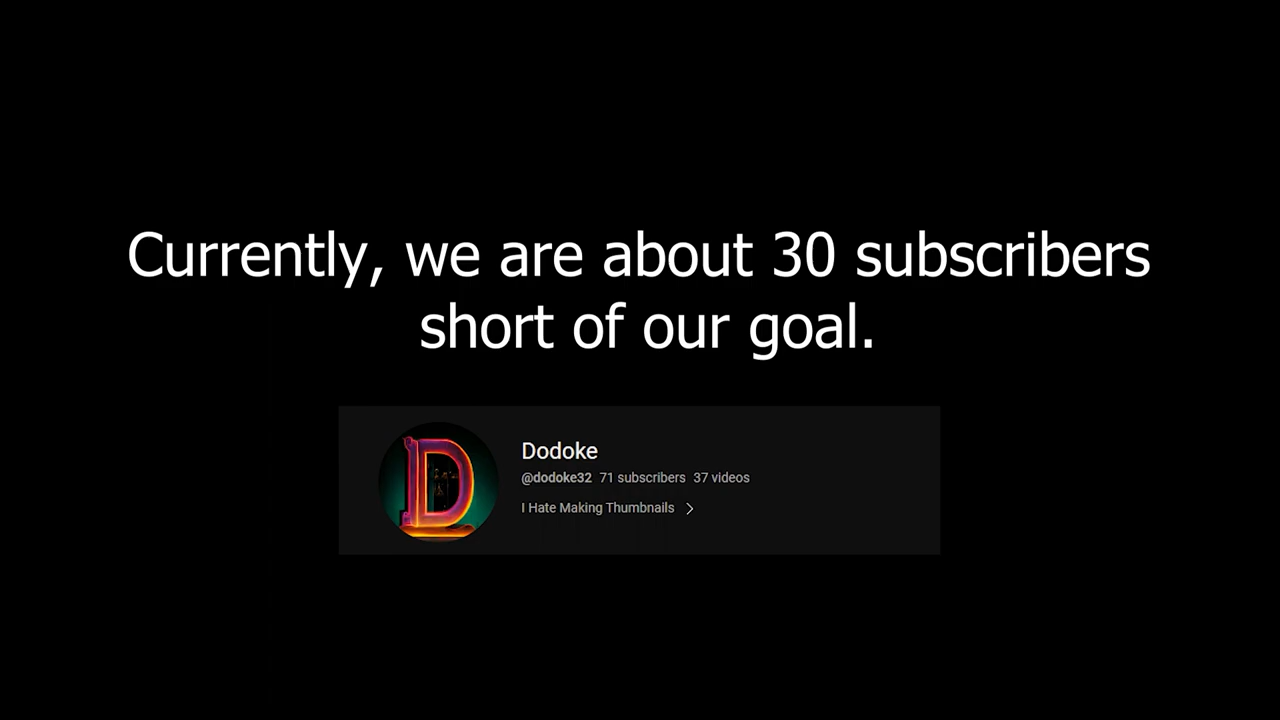 Currently, we are about 30 subscribers
short of our goal.
D
Dodoke
@dodoke32 71 subscribers 37 videos
I Hate Making Thumbnails